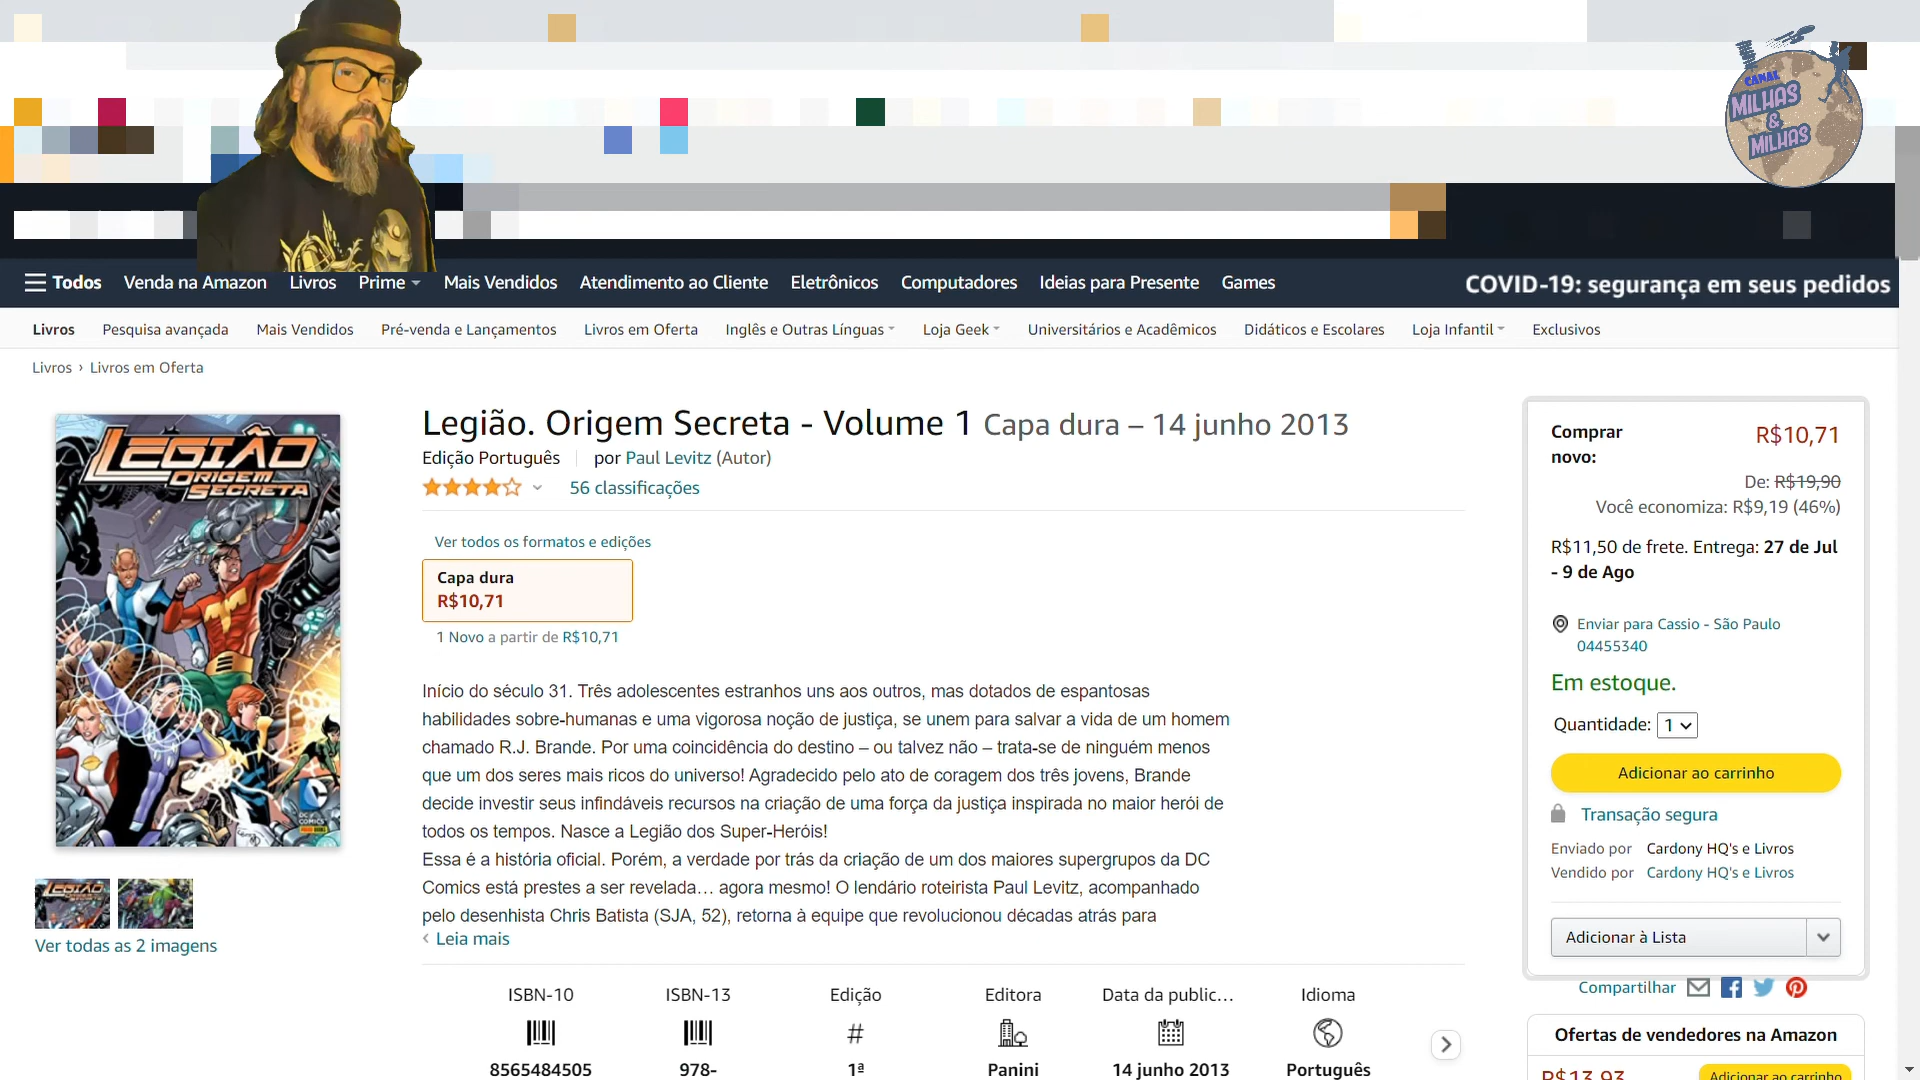 CANAL
MILHAS
&
MILHAS
Todos Venda na Amazon Livros Prime Mais Vendidos Atendimento ao Cliente Eletrônicos Computadores Ideias para Presente Games COVID-19: segurança em seus pedidos
Livros Pesquisa avançada Mais Vendidos Pré-venda e Lançamentos Livros em Oferta Inglês e Outras Línguas Loja Geek Universitários e Acadêmicos Didáticos e Escolares Loja Infantil Exclusivos
Livros › Livros em Oferta
LEGIÃO
ORIGEM
SECRETA
DC
COMICS
Ver todas as 2 imagens
Legião. Origem Secreta - Volume 1 Capa dura – 14 junho 2013
Edição Português por Paul Levitz (Autor)
56 classificações
Ver todos os formatos e edições
Capa dura
R$10,71
1 Novo a partir de R$10,71
Início do século 31. Três adolescentes estranhos uns aos outros, mas dotados de espantosas
habilidades sobre-humanas e uma vigorosa noção de justiça, se unem para salvar a vida de um homem
chamado R.J. Brande. Por uma coincidência do destino – ou talvez não – trata-se de ninguém menos
que um dos seres mais ricos do universo! Agradecido pelo ato de coragem dos três jovens, Brande
decide investir seus infindáveis recursos na criação de uma força da justiça inspirada no maior herói de
todos os tempos. Nasce a Legião dos Super-Heróis!
Essa é a história oficial. Porém, a verdade por trás da criação de um dos maiores supergrupos da DC
Comics está prestes a ser revelada… agora mesmo! O lendário roteirista Paul Levitz, acompanhado
pelo desenhista Chris Batista (SJA, 52), retorna à equipe que revolucionou décadas atrás para
‹ Leia mais
ISBN-10 ISBN-13 Edição Editora Data da public… Idioma
8565484505 978- 1ª Panini 14 junho 2013 Português
Comprar R$10,71
novo:
De: R$19,90
Você economiza: R$9,19 (46%)
R$11,50 de frete. Entrega: 27 de Jul
- 9 de Ago
Enviar para Cassio - São Paulo
04455340
Em estoque.
Quantidade: 1
Adicionar ao carrinho
Transação segura
Enviado por Cardony HQ's e Livros
Vendido por Cardony HQ's e Livros
Adicionar à Lista
Compartilhar
Ofertas de vendedores na Amazon
R$13,93 Adicionar ao carrinho